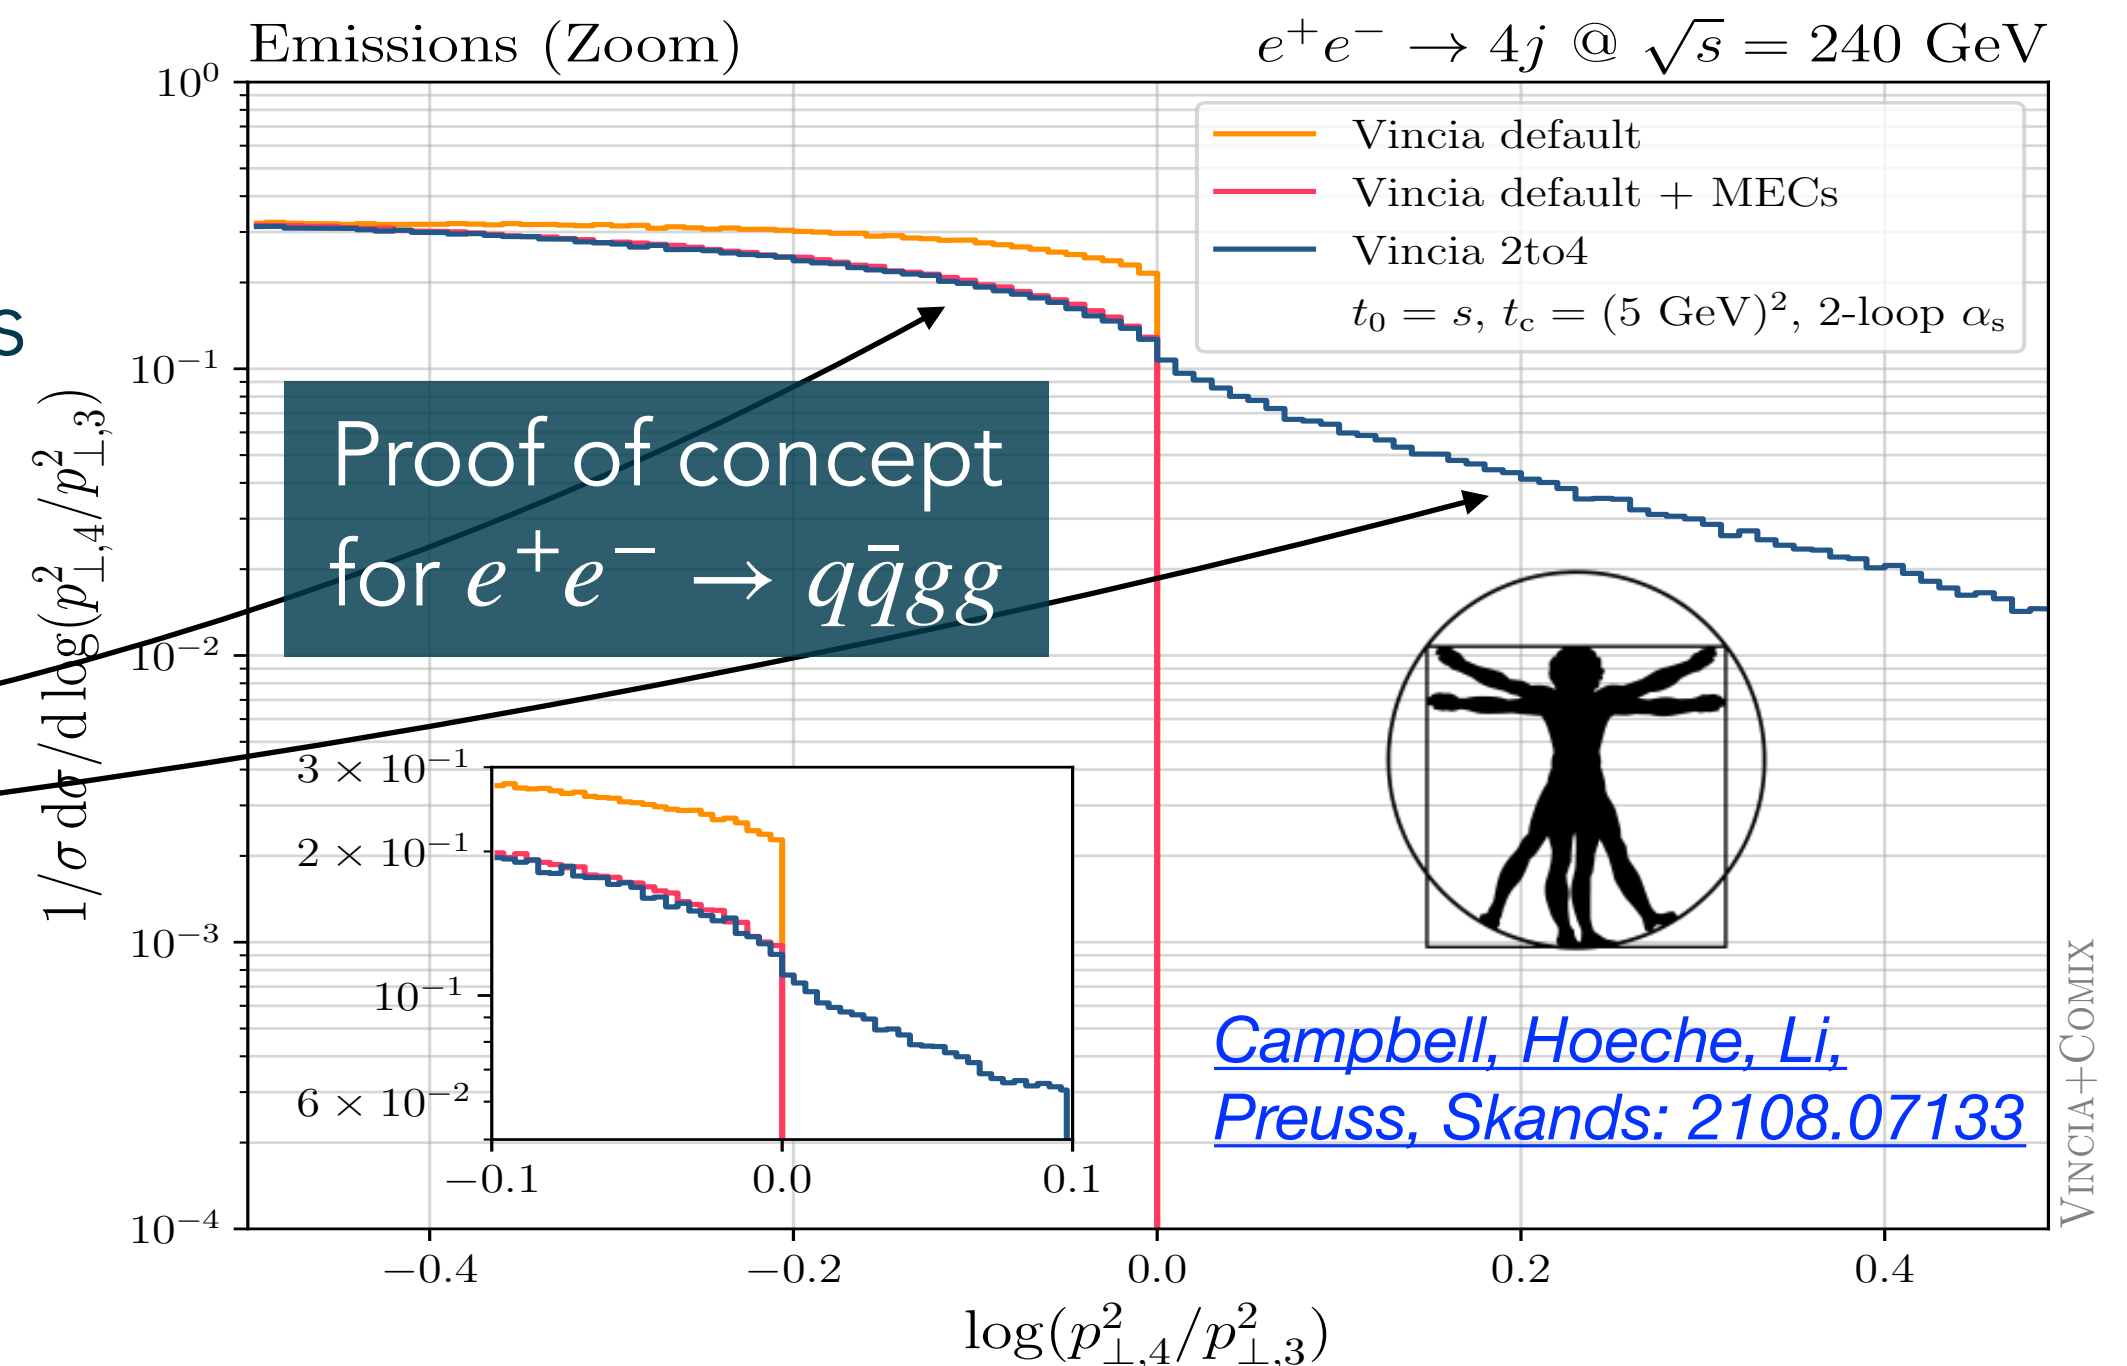 Emissions (Zoom)
e⁺e⁻ → 4j @ √s = 240 GeV
Vincia default
Vincia default + MECs
Vincia 2to4
t₀ = s, t_c = (5 GeV)², 2-loop α_s
s
1/σ dσ/d log(p²_⊥,4/p²_⊥,3)
10⁰
10⁻¹
10⁻²
10⁻³
10⁻⁴
Proof of concept
for e⁺e⁻ → qq̄gg
3 × 10⁻¹
2 × 10⁻¹
10⁻¹
6 × 10⁻²
−0.1
0.0
0.1
Campbell, Hoeche, Li,
Preuss, Skands: 2108.07133
VINCIA+COMIX
−0.4
−0.2
0.0
0.2
0.4
log(p²_⊥,4/p²_⊥,3)